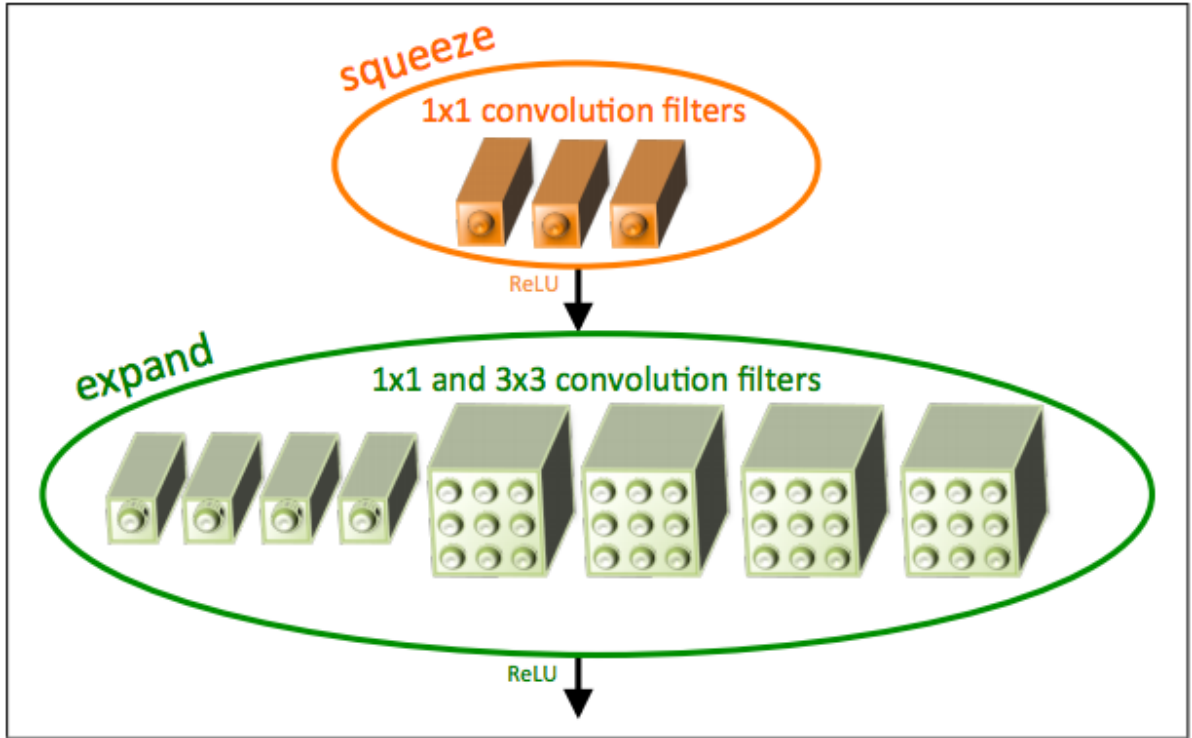 squeeze
1x1 convolution filters
ReLU
expand
1x1 and 3x3 convolution filters
ReLU